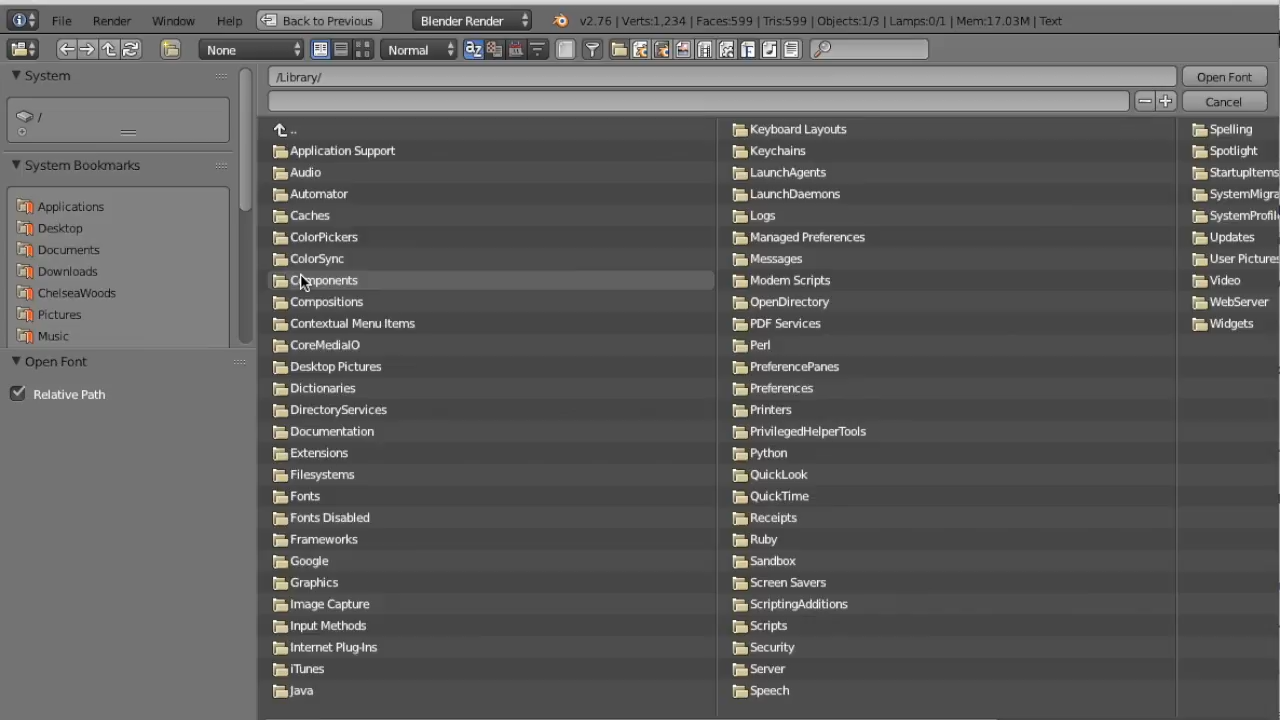 File Render Window Help Back to Previous Blender Render v2.76 | Verts:1,234 | Faces:599 | Tris:599 | Objects:1/3 | Lamps:0/1 | Mem:17.03M | Text
None Normal
System
/
System Bookmarks
Applications
Desktop
Documents
Downloads
ChelseaWoods
Pictures
Music
Open Font
Relative Path
/Library/ Open Font
Cancel
..
Application Support
Audio
Automator
Caches
ColorPickers
ColorSync
Components
Compositions
Contextual Menu Items
CoreMediaIO
Desktop Pictures
Dictionaries
DirectoryServices
Documentation
Extensions
Filesystems
Fonts
Fonts Disabled
Frameworks
Google
Graphics
Image Capture
Input Methods
Internet Plug-Ins
iTunes
Java
Keyboard Layouts
Keychains
LaunchAgents
LaunchDaemons
Logs
Managed Preferences
Messages
Modem Scripts
OpenDirectory
PDF Services
Perl
PreferencePanes
Preferences
Printers
PrivilegedHelperTools
Python
QuickLook
QuickTime
Receipts
Ruby
Sandbox
Screen Savers
ScriptingAdditions
Scripts
Security
Server
Speech
Spelling
Spotlight
StartupItems
SystemMigra
SystemProfile
Updates
User Pictures
Video
WebServer
Widgets